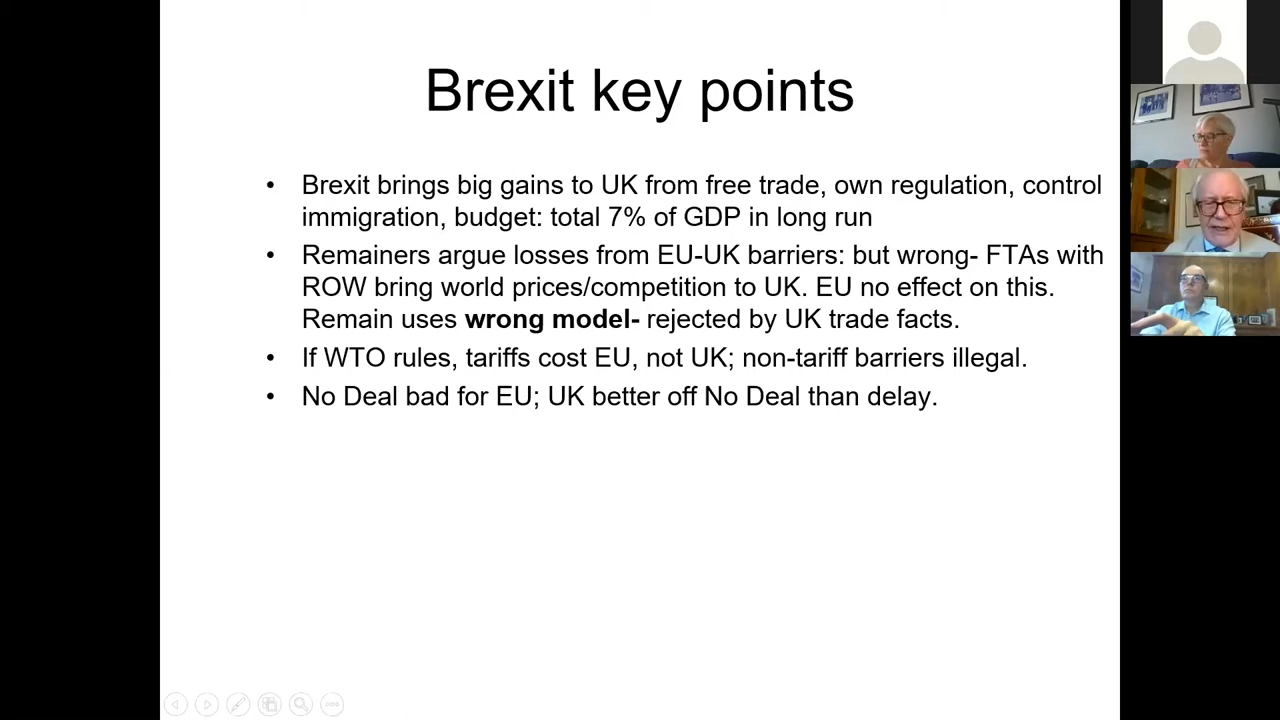 Brexit key points
• Brexit brings big gains to UK from free trade, own regulation, control
immigration, budget: total 7% of GDP in long run
• Remainers argue losses from EU-UK barriers: but wrong- FTAs with
ROW bring world prices/competition to UK. EU no effect on this.
Remain uses wrong model- rejected by UK trade facts.
• If WTO rules, tariffs cost EU, not UK; non-tariff barriers illegal.
• No Deal bad for EU; UK better off No Deal than delay.